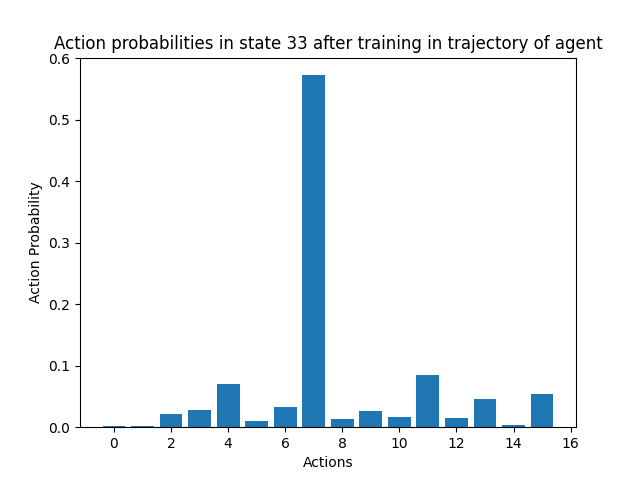 Action probabilities in state 33 after training in trajectory of agent
0.6
0.5
0.4
0.3
0.2
0.1
0.0
Action Probability
0 2 4 6 8 10 12 14 16
Actions